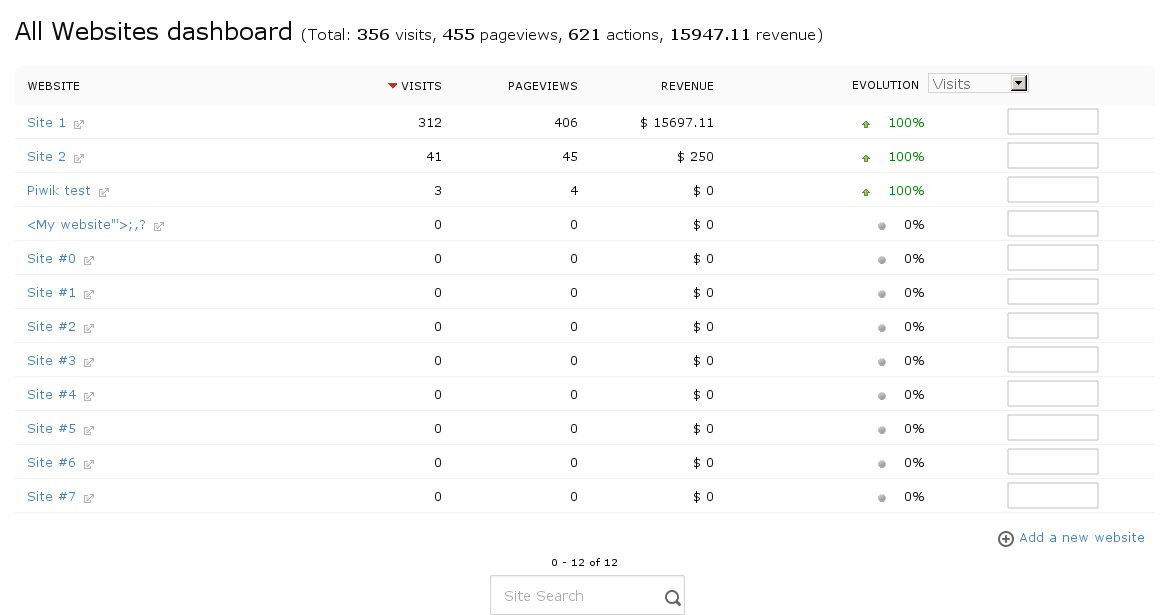 All Websites dashboard (Total: 356 visits, 455 pageviews, 621 actions, 15947.11 revenue)
WEBSITE VISITS PAGEVIEWS REVENUE EVOLUTION Visits
Site 1 312 406 $ 15697.11 100%
Site 2 41 45 $ 250 100%
Piwik test 3 4 $ 0 100%
<My website"'>;,? 0 0 $ 0 0%
Site #0 0 0 $ 0 0%
Site #1 0 0 $ 0 0%
Site #2 0 0 $ 0 0%
Site #3 0 0 $ 0 0%
Site #4 0 0 $ 0 0%
Site #5 0 0 $ 0 0%
Site #6 0 0 $ 0 0%
Site #7 0 0 $ 0 0%
Add a new website
0 - 12 of 12
Site Search